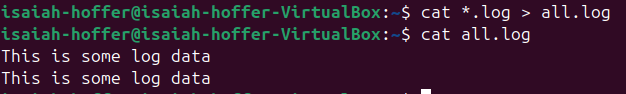 isaiah-hoffer@isaiah-hoffer-VirtualBox:~$ cat *.log > all.log
isaiah-hoffer@isaiah-hoffer-VirtualBox:~$ cat all.log
This is some log data
This is some log data